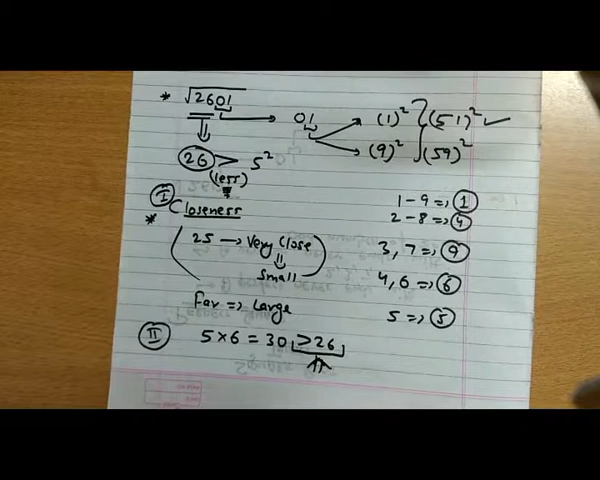 * √2601
01
(1)² } (51)² ✓
(9)² } (59)²
26 > 5²
(less)
I Closeness
*
1 - 9 => 1
2 - 8 => 4
3, 7 => 9
4, 6 => 6
5 => 5
25 → Very Close
Small
Far => Large
II 5 × 6 = 30 > 26